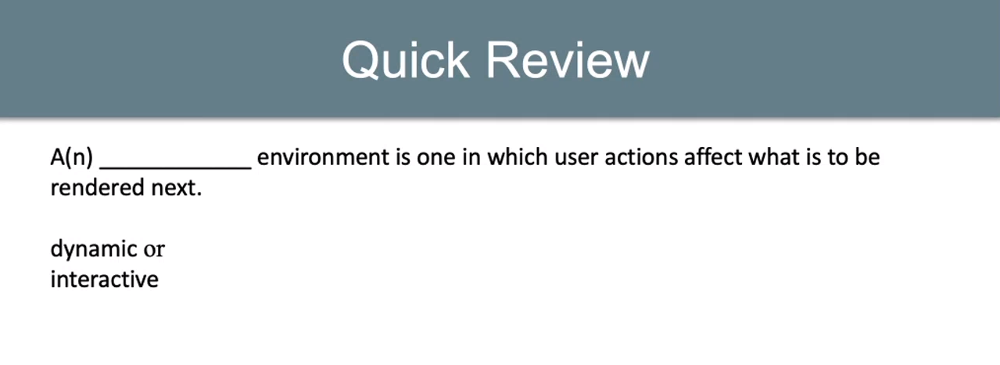 Quick Review
A(n) _____________ environment is one in which user actions affect what is to be
rendered next.
dynamic or
interactive